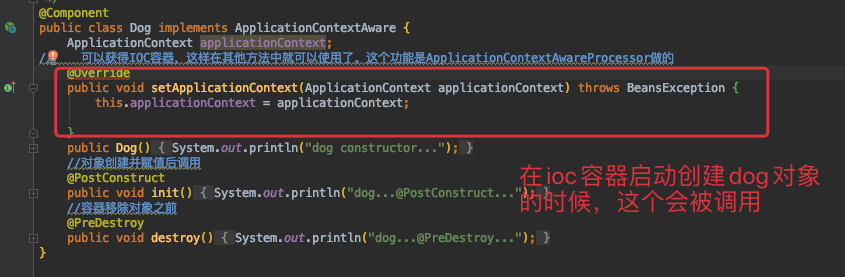 @Component
public class Dog implements ApplicationContextAware {
ApplicationContext applicationContext;
// 可以获得IOC容器，这样在其他方法中就可以使用了。这个功能是ApplicationContextAwareProcessor做的
@Override
public void setApplicationContext(ApplicationContext applicationContext) throws BeansException {
this.applicationContext = applicationContext;
}
public Dog() { System.out.println("dog constructor..."); }
//对象创建并赋值后调用
@PostConstruct
public void init() { System.out.println("dog...@PostConstruct..."); }
//容器移除对象之前
@PreDestroy
public void destroy() { System.out.println("dog...@PreDestroy..."); }
}
在ioc容器启动创建dog对象
的时候，这个会被调用